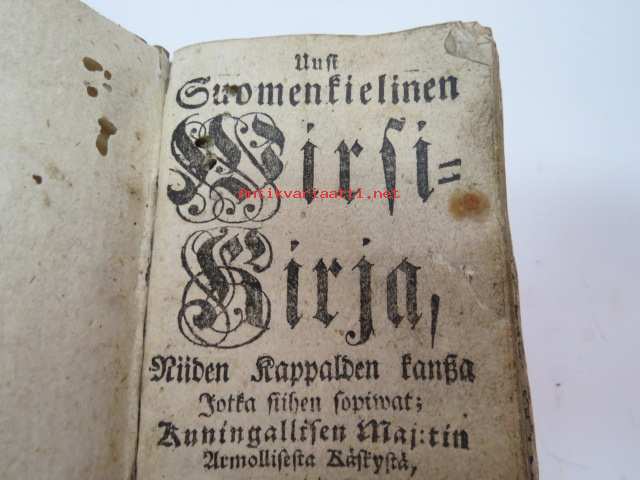 Uusi
Suomenkielinen
Wirsi=
Antikvariaatti.net
Kirja,
Niiden Kappalden kanßa
Jotka siihen sopiwat;
Kuningallisen Maj:tin
Armollisesta Käskystä,